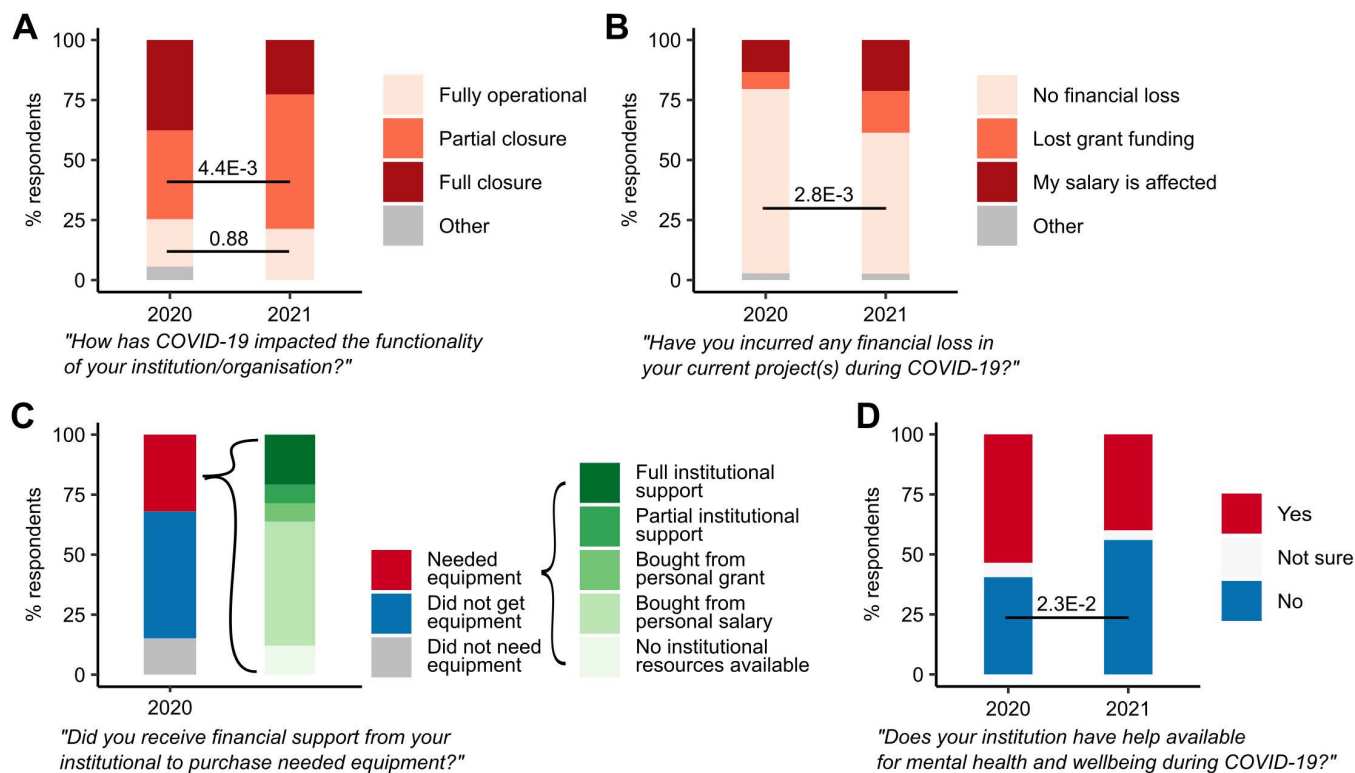 A
100
75
50
25
0
% respondents
4.4E-3
0.88
2020 2021
Fully operational
Partial closure
Full closure
Other
"How has COVID-19 impacted the functionality
of your institution/organisation?"
B
100
75
50
25
0
% respondents
2.8E-3
2020 2021
No financial loss
Lost grant funding
My salary is affected
Other
"Have you incurred any financial loss in
your current project(s) during COVID-19?"
C
100
75
50
25
0
% respondents
2020
Needed
equipment
Did not get
equipment
Did not need
equipment
Full institutional
support
Partial institutional
support
Bought from
personal grant
Bought from
personal salary
No institutional
resources available
"Did you receive financial support from your
institutional to purchase needed equipment?"
D
100
75
50
25
0
% respondents
2.3E-2
2020 2021
Yes
Not sure
No
"Does your institution have help available
for mental health and wellbeing during COVID-19?"